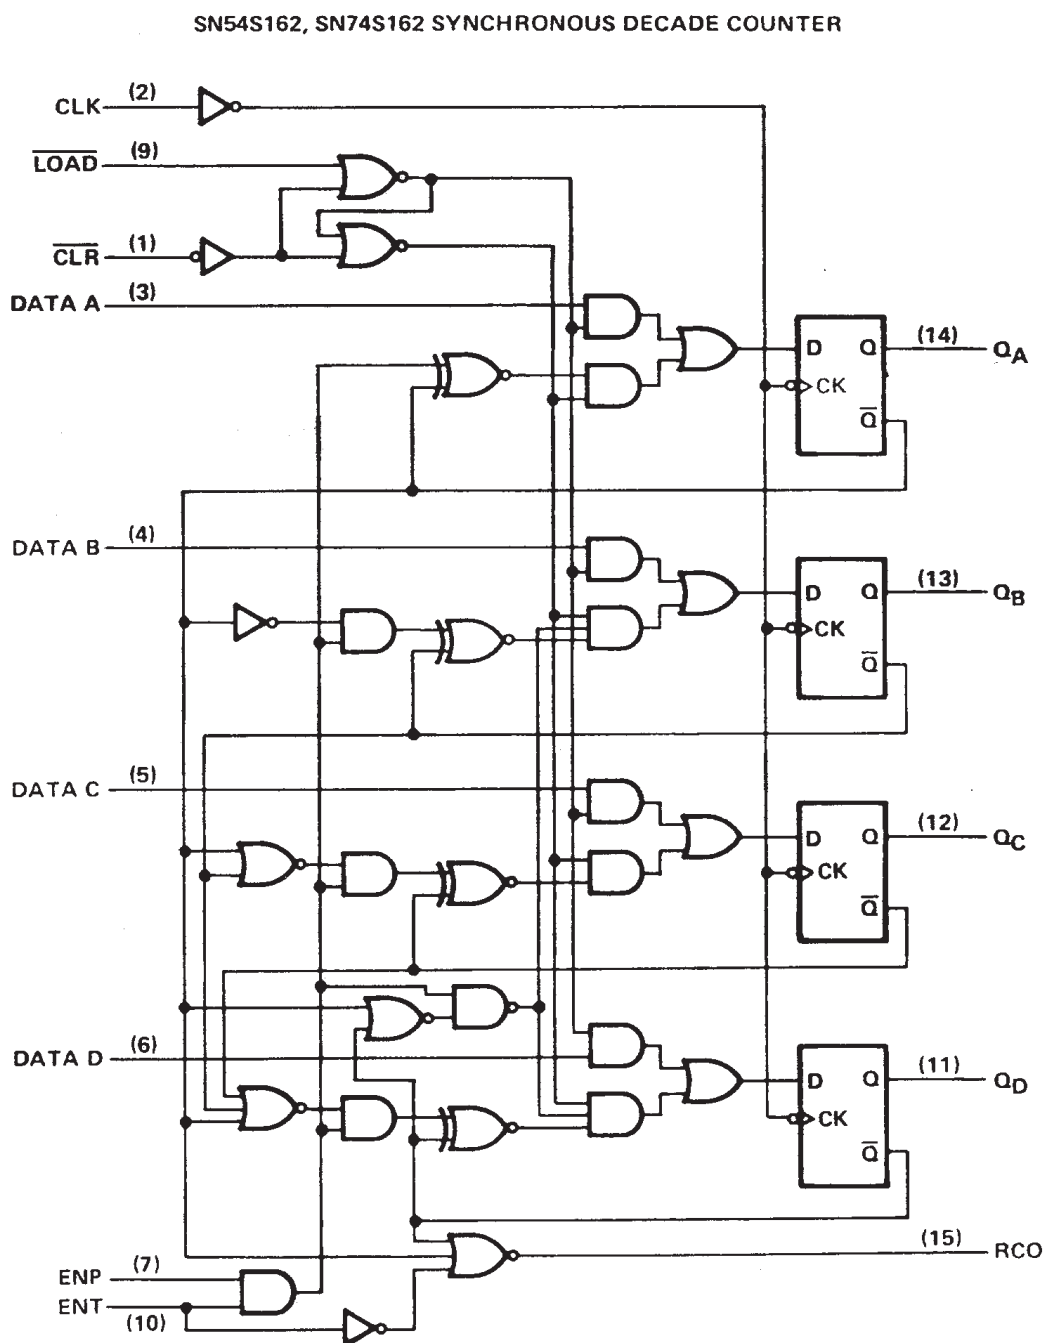 SN54S162, SN74S162 SYNCHRONOUS DECADE COUNTER
CLK (2)
LOAD (9)
CLR (1)
DATA A (3)
D Q (14) QA
CK
Q
DATA B (4)
D Q (13) QB
CK
Q
DATA C (5)
D Q (12) QC
CK
Q
DATA D (6)
D Q (11) QD
CK
Q
(15) RCO
ENP (7)
ENT
(10)